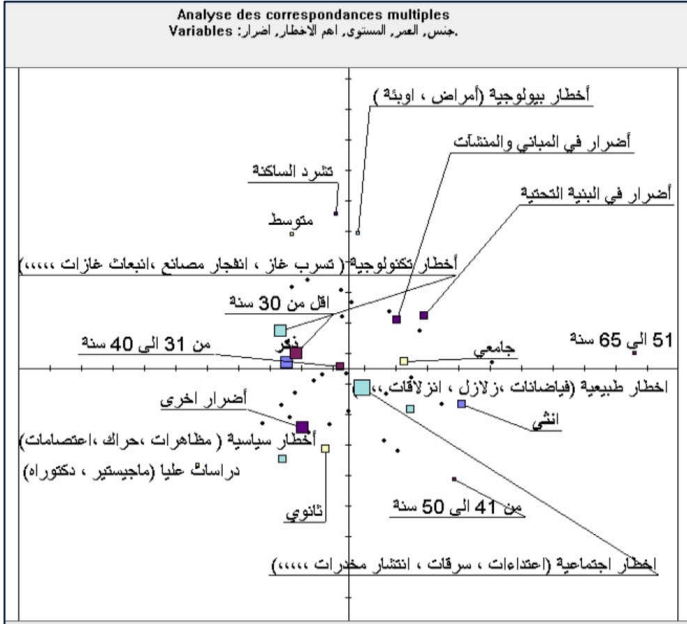 Analyse des correspondances multiples
Variables : جنس, العمر, المستوى, اهم الاخطار, اضرار.
أخطار بيولوجية (أمراض ، اوبئة )
أضرار في المباني والمنشآت
تشرد الساكنة
أضرار في البنية التحتية
متوسط
أخطار تكنولوجية ( تسرب غاز ، انفجار مصانع ،انبعاث غازات ،،،،،)
اقل من 30 سنة
51 الى 65 سنة
ذكر
من 31 الى 40 سنة
جامعي
اخطار طبيعية (فياضانات ،زلازل ، انزلاقات ,,, )
أضرار اخرى
انثى
أخطار سياسية ( مظاهرات ،حراك ،اعتصامات)
دراسات عليا (ماجيستير ، دكتوراه)
من 41 الى 50 سنة
ثانوي
اخطار اجتماعية (اعتداءات ، سرقات ، انتشار مخدرات ،،،،،)